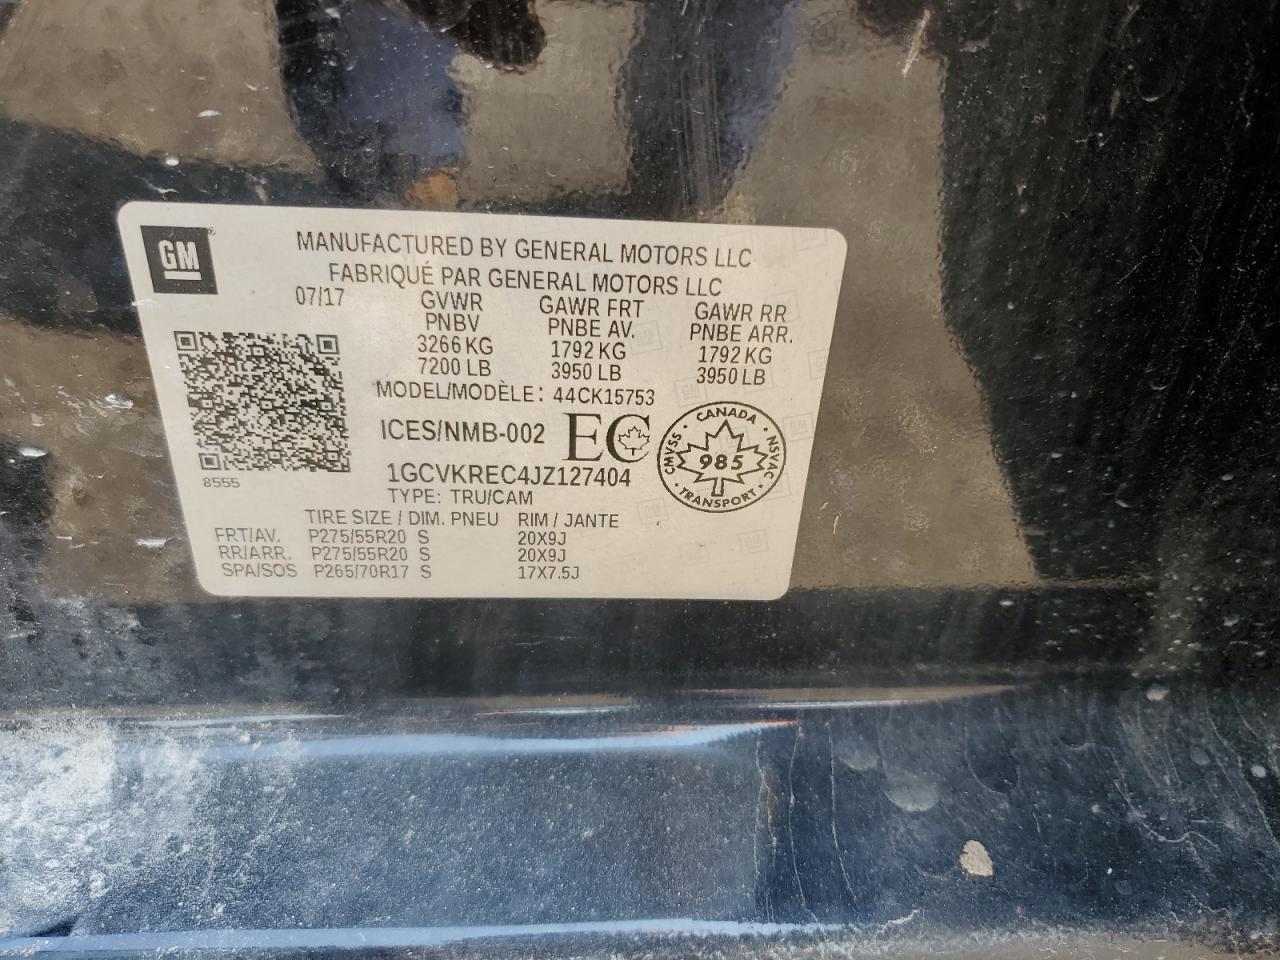 GM
MANUFACTURED BY GENERAL MOTORS LLC
FABRIQUÉ PAR GENERAL MOTORS LLC
07/17 GVWR GAWR FRT GAWR RR
PNBV PNBE AV. PNBE ARR.
3266 KG 1792 KG 1792 KG
7200 LB 3950 LB 3950 LB
MODEL/MODÈLE: 44CK15753
ICES/NMB-002 EC
CANADA CMVSS NSVAC 985 TRANSPORT
8555
1GCVKREC4JZ127404
TYPE: TRU/CAM
TIRE SIZE / DIM. PNEU RIM / JANTE
FRT/AV. P275/55R20 S 20X9J
RR/ARR. P275/55R20 S 20X9J
SPA/SOS P265/70R17 S 17X7.5J